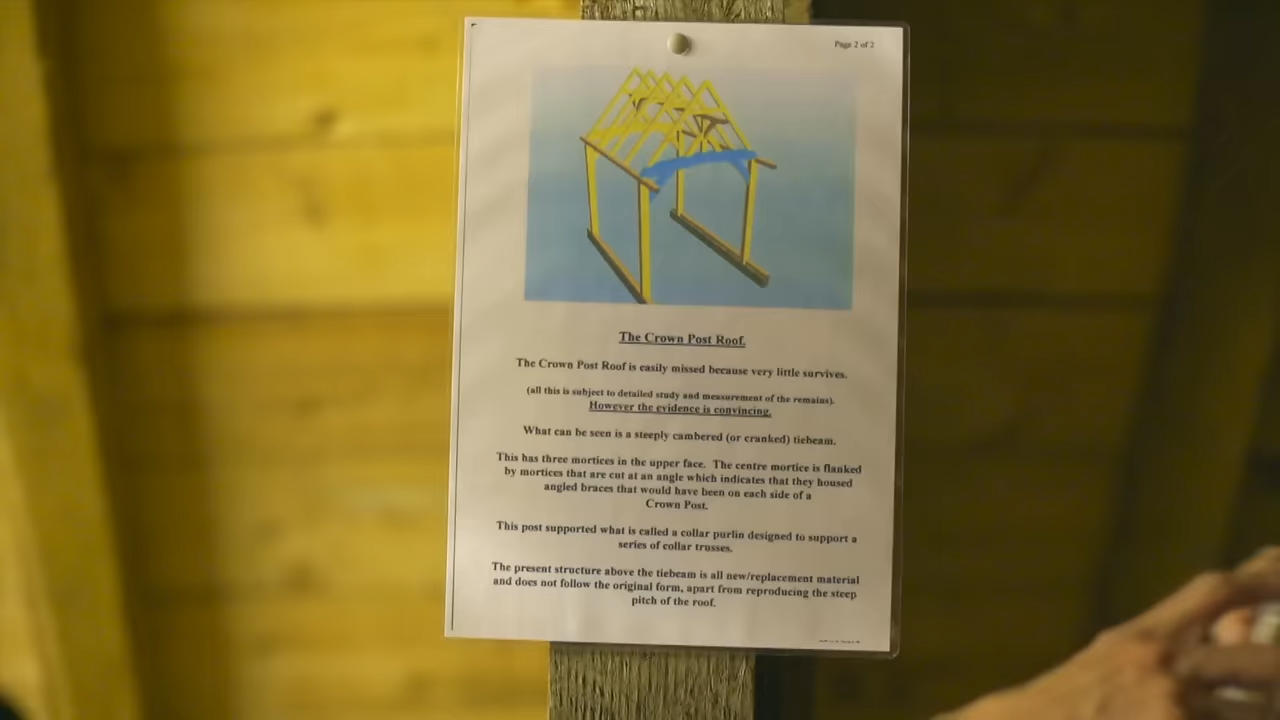 Page 2 of 2
The Crown Post Roof.
The Crown Post Roof is easily missed because very little survives.
(all this is subject to detailed study and measurement of the remains).
However the evidence is convincing.
What can be seen is a steeply cambered (or cranked) tiebeam.
This has three mortices in the upper face. The centre mortice is flanked
by mortices that are cut at an angle which indicates that they housed
angled braces that would have been on each side of a
Crown Post.
This post supported what is called a collar purlin designed to support a
series of collar trusses.
The present structure above the tiebeam is all new/replacement material
and does not follow the original form, apart from reproducing the steep
pitch of the roof.